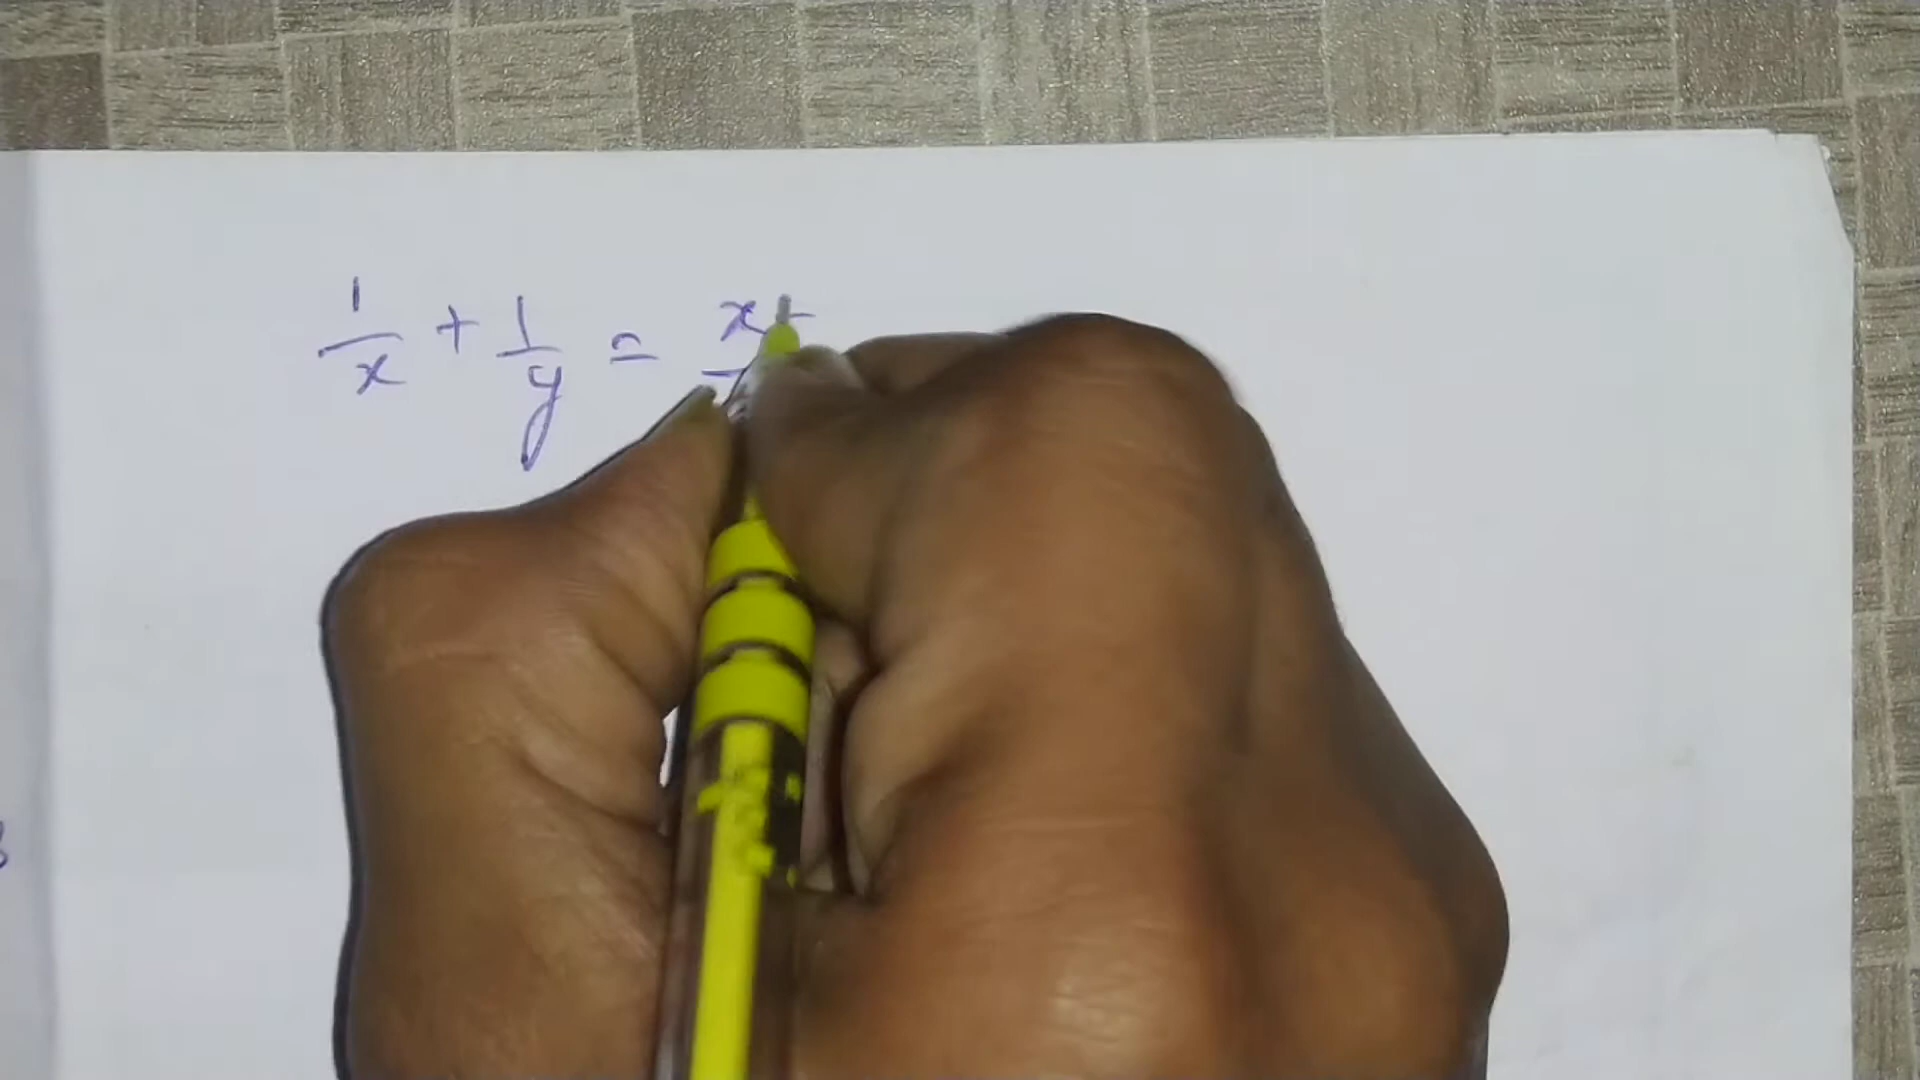 1/x + 1/y = x+